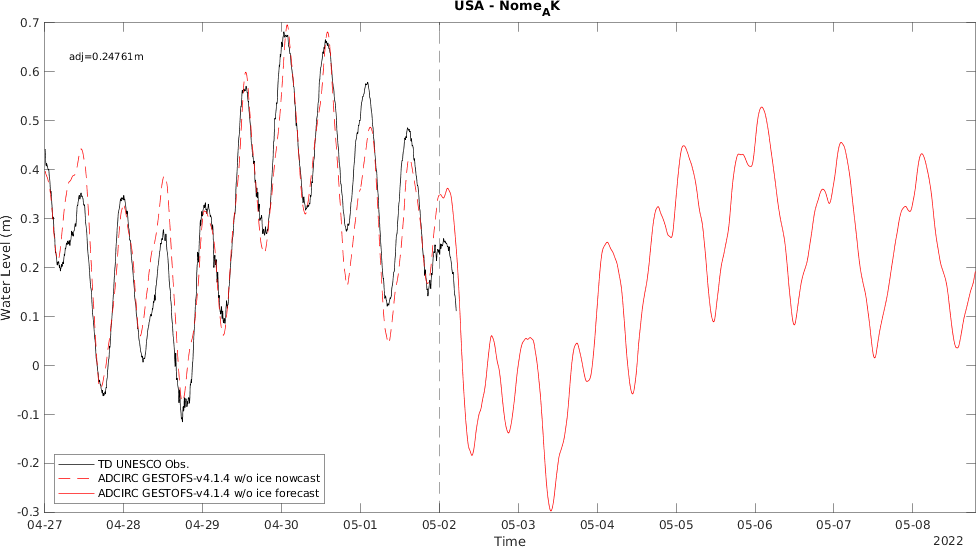 USA - Nome_AK
adj=0.24761m
0.7
0.6
0.5
0.4
0.3
0.2
0.1
0
-0.1
-0.2
-0.3
Water Level (m)
TD UNESCO Obs.
ADCIRC GESTOFS-v4.1.4 w/o ice nowcast
ADCIRC GESTOFS-v4.1.4 w/o ice forecast
04-27 04-28 04-29 04-30 05-01 05-02 05-03 05-04 05-05 05-06 05-07 05-08
Time
2022